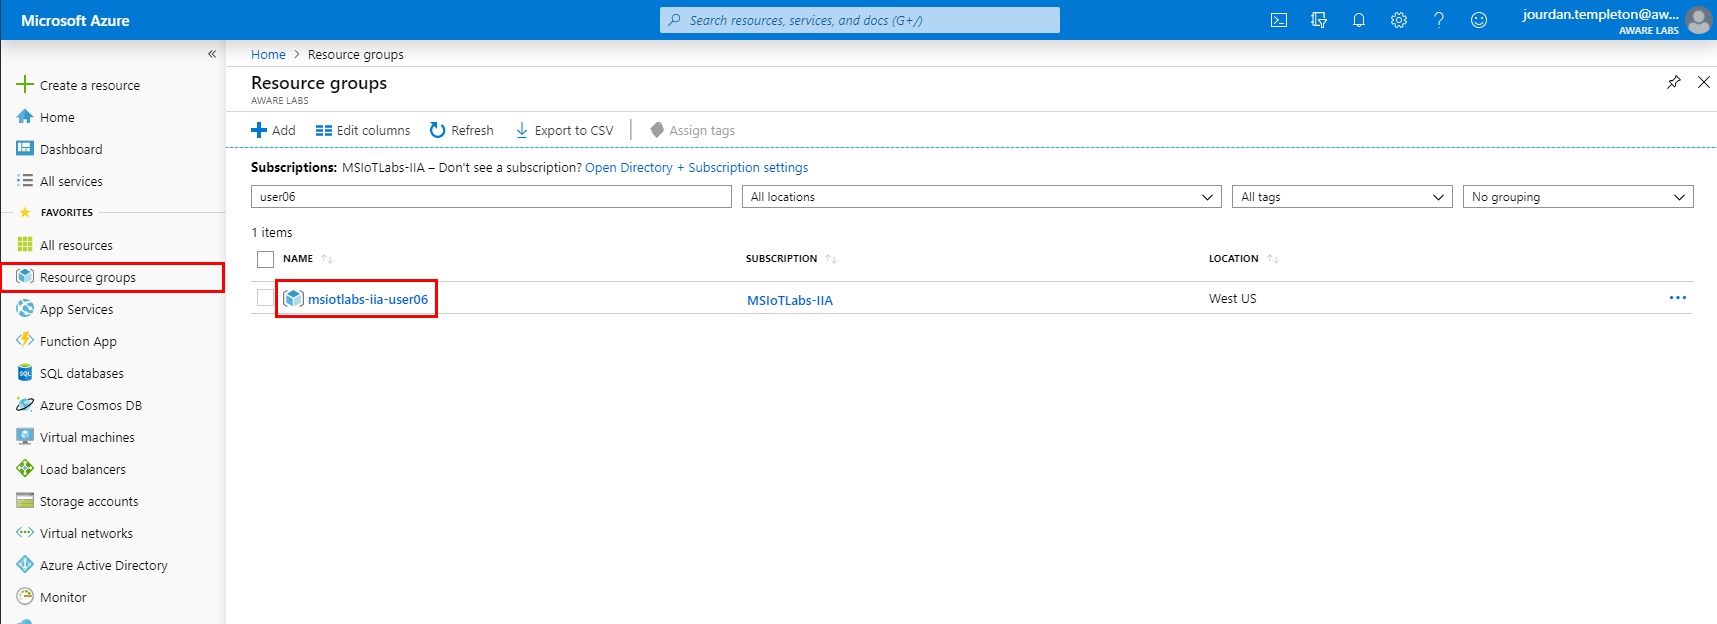 Microsoft Azure
Search resources, services, and docs (G+/)
jourdan.templeton@aw...
AWARE LABS
«
Create a resource
Home
Dashboard
All services
FAVORITES
All resources
Resource groups
App Services
Function App
SQL
SQL databases
Azure Cosmos DB
Virtual machines
Load balancers
Storage accounts
Virtual networks
Azure Active Directory
Monitor
Home > Resource groups
Resource groups
AWARE LABS
Add Edit columns Refresh Export to CSV Assign tags
Subscriptions: MSIoTLabs-IIA – Don't see a subscription? Open Directory + Subscription settings
user06 All locations All tags No grouping
1 items
NAME SUBSCRIPTION LOCATION
msiotlabs-iia-user06 MSIoTLabs-IIA West US